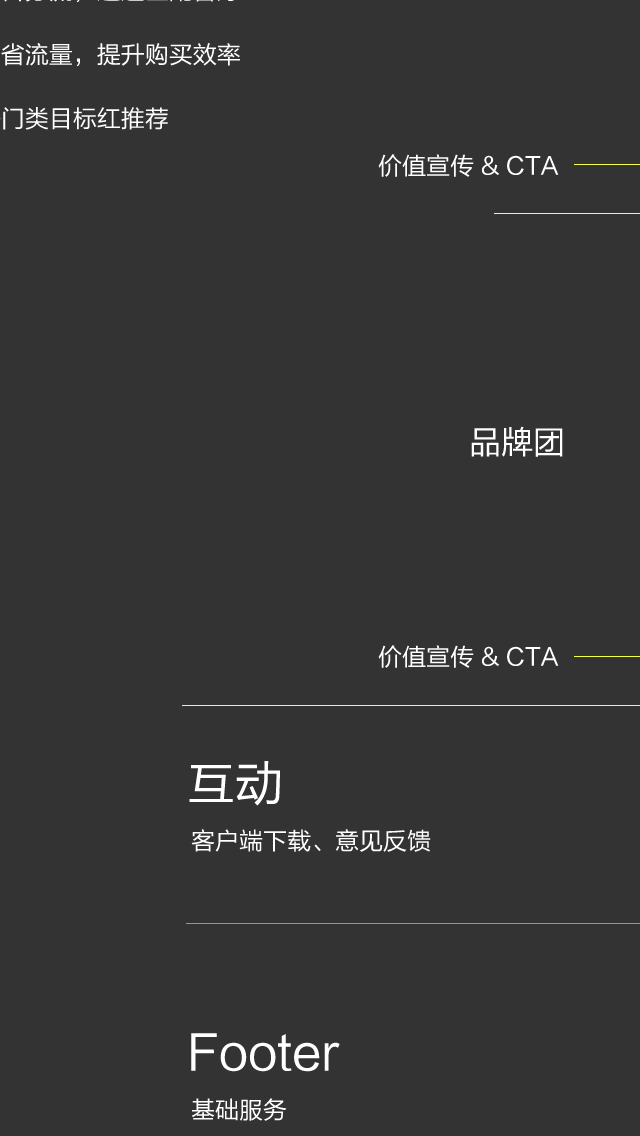 省流量，提升购买效率
门类目标红推荐
价值宣传 & CTA
品牌团
价值宣传 & CTA
互动
客户端下载、意见反馈
Footer
基础服务